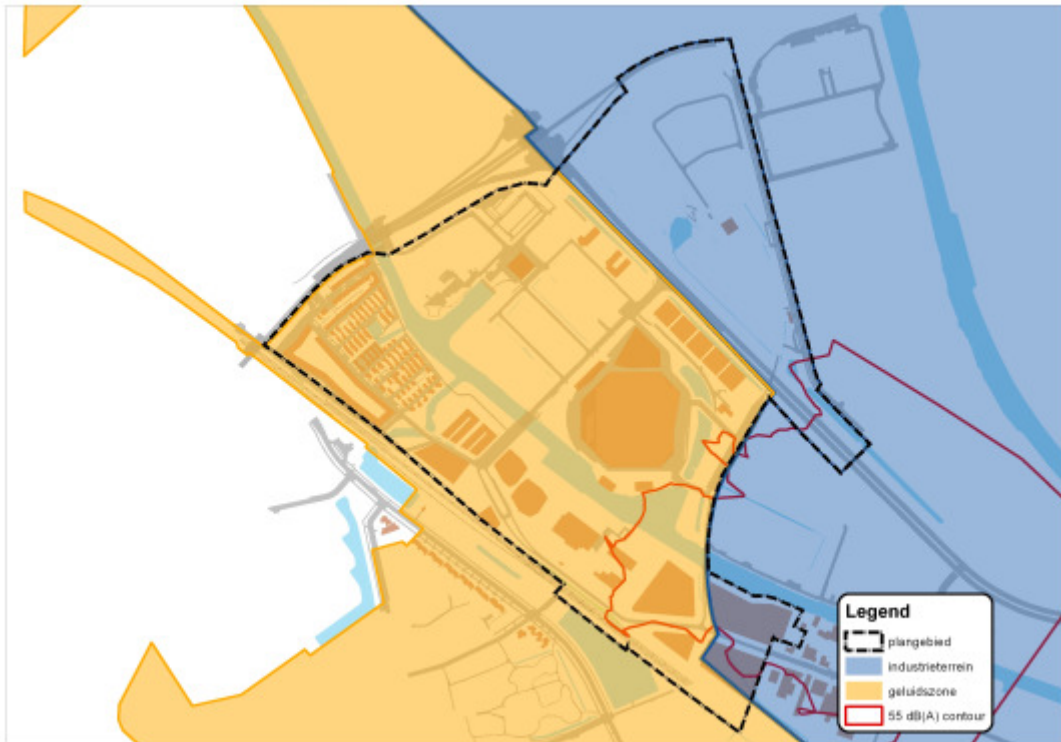 Legend
plangebied
industrieterrein
geluidszone
55 dB(A) contour